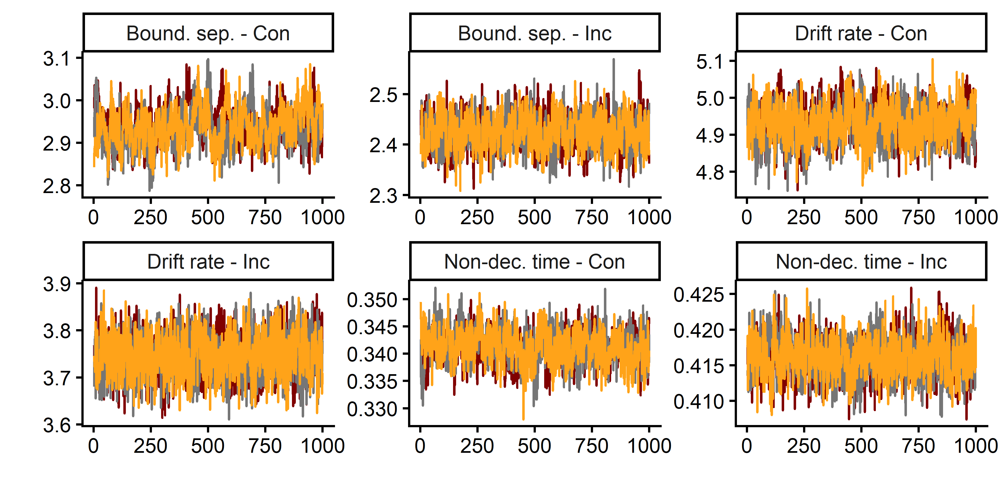 Bound. sep. - Con
Bound. sep. - Inc
Drift rate - Con
3.1
3.0
2.9
2.8
2.5
2.4
2.3
5.1
5.0
4.9
4.8
0 250 500 750 1000
0 250 500 750 1000
0 250 500 750 1000
Drift rate - Inc
Non-dec. time - Con
Non-dec. time - Inc
3.9
3.8
3.7
3.6
0.350
0.345
0.340
0.335
0.330
0.425
0.420
0.415
0.410
0 250 500 750 1000
0 250 500 750 1000
0 250 500 750 1000